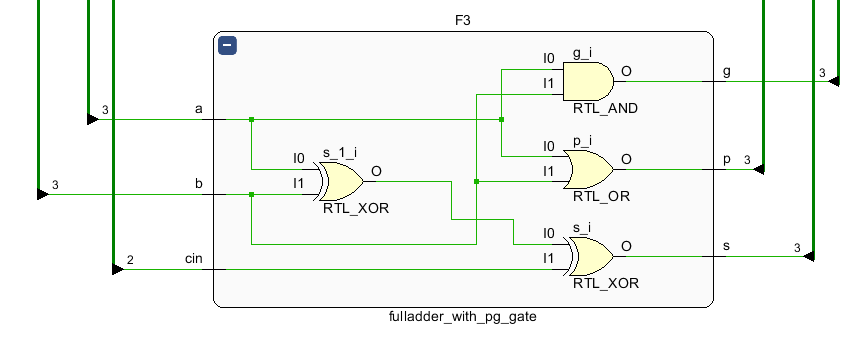 F3
g_i
I0
I1
O
g
3
RTL_AND
3
a
p_i
s_1_i
I0
I1
O
p
3
I0
I1
O
RTL_OR
3
b
RTL_XOR
s_i
I0
I1
O
s
3
2
cin
RTL_XOR
fulladder_with_pg_gate